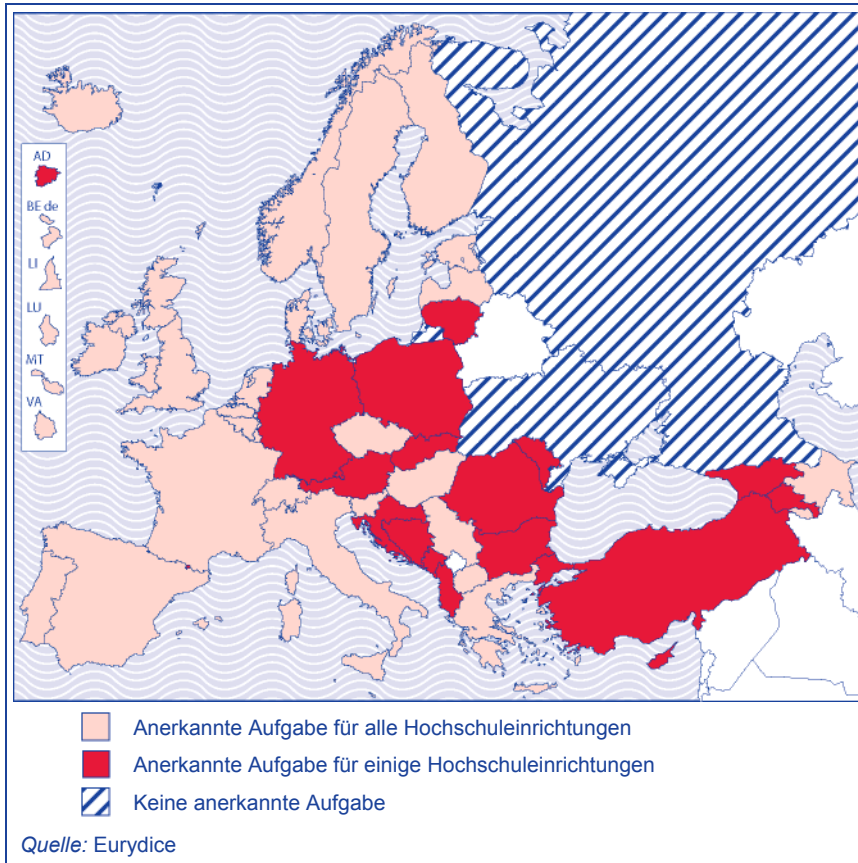 AD
BE de
LI
LU
MT
VA
Anerkannte Aufgabe für alle Hochschuleinrichtungen
Anerkannte Aufgabe für einige Hochschuleinrichtungen
Keine anerkannte Aufgabe
Quelle: Eurydice